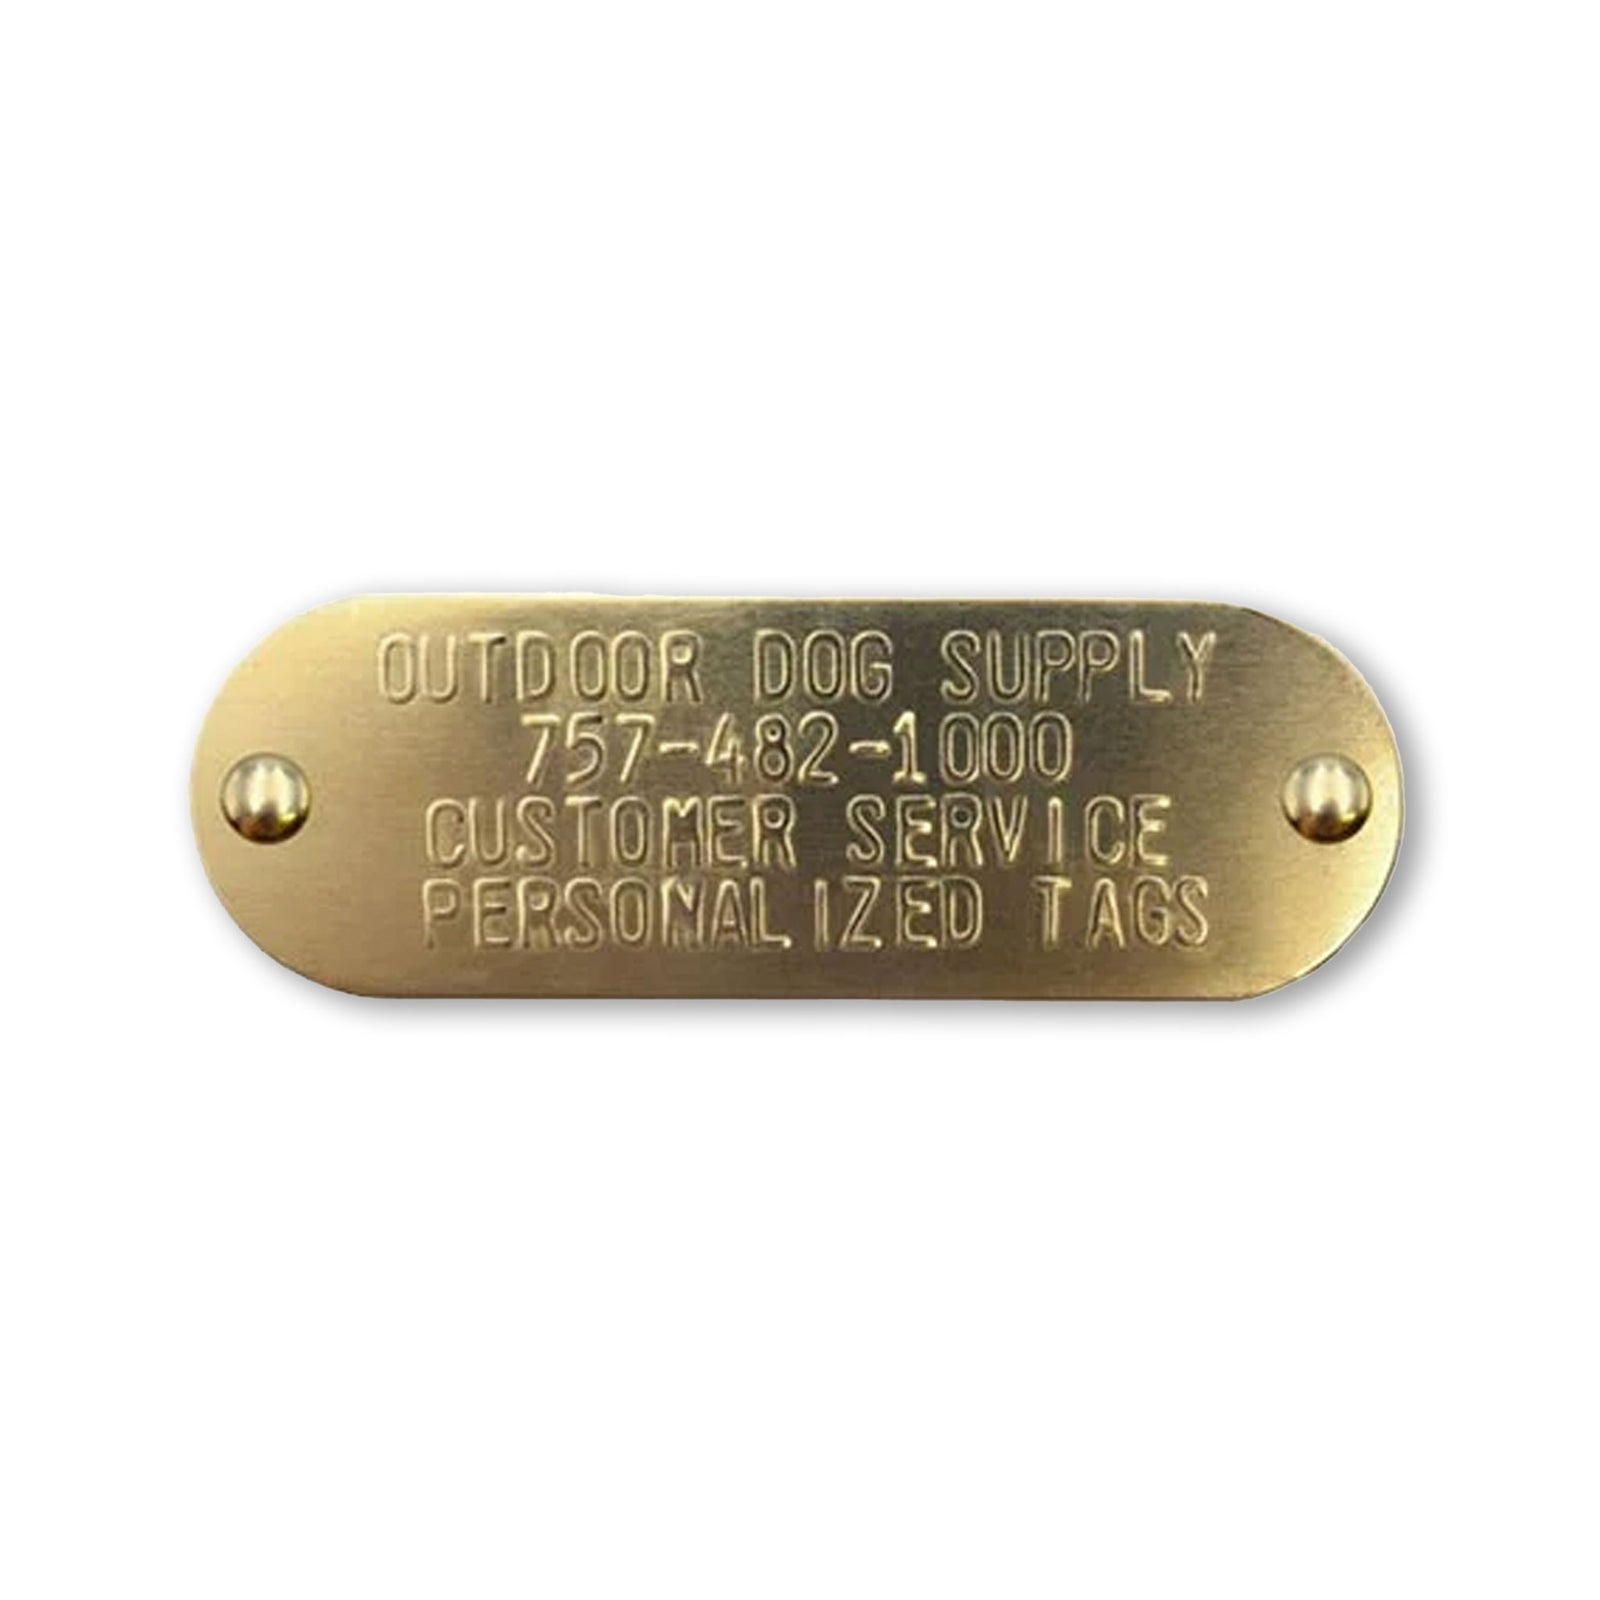 OUTDOOR DOG SUPPLY
757-482-1000
CUSTOMER SERVICE
PERSONALIZED TAGS